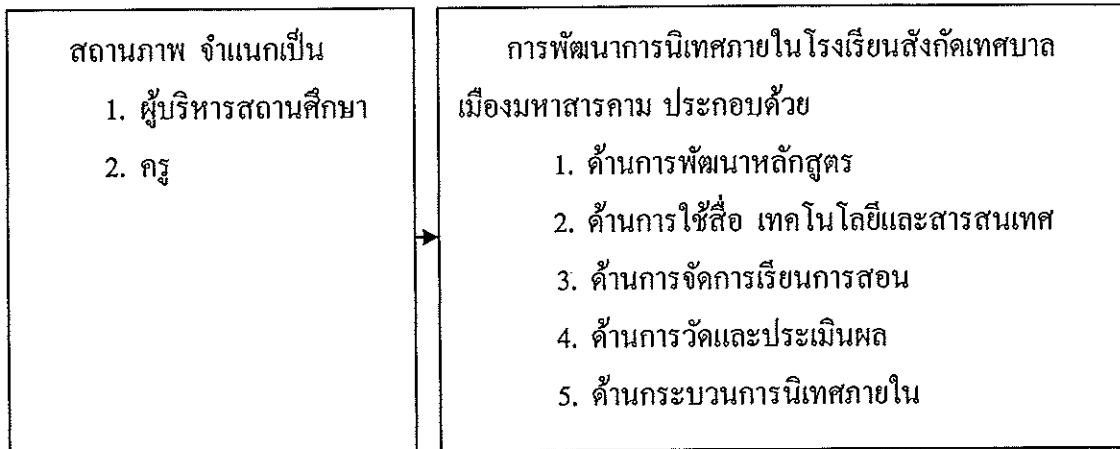 สถานภาพ จำแนกเป็น
1. ผู้บริหารสถานศึกษา
2. ครู
การพัฒนาการนิเทศภายในโรงเรียนสังกัดเทศบาล
เมืองมหาสารคาม ประกอบด้วย
1. ด้านการพัฒนาหลักสูตร
2. ด้านการใช้สื่อ เทคโนโลยีและสารสนเทศ
3. ด้านการจัดการเรียนการสอน
4. ด้านการวัดและประเมินผล
5. ด้านกระบวนการนิเทศภายใน